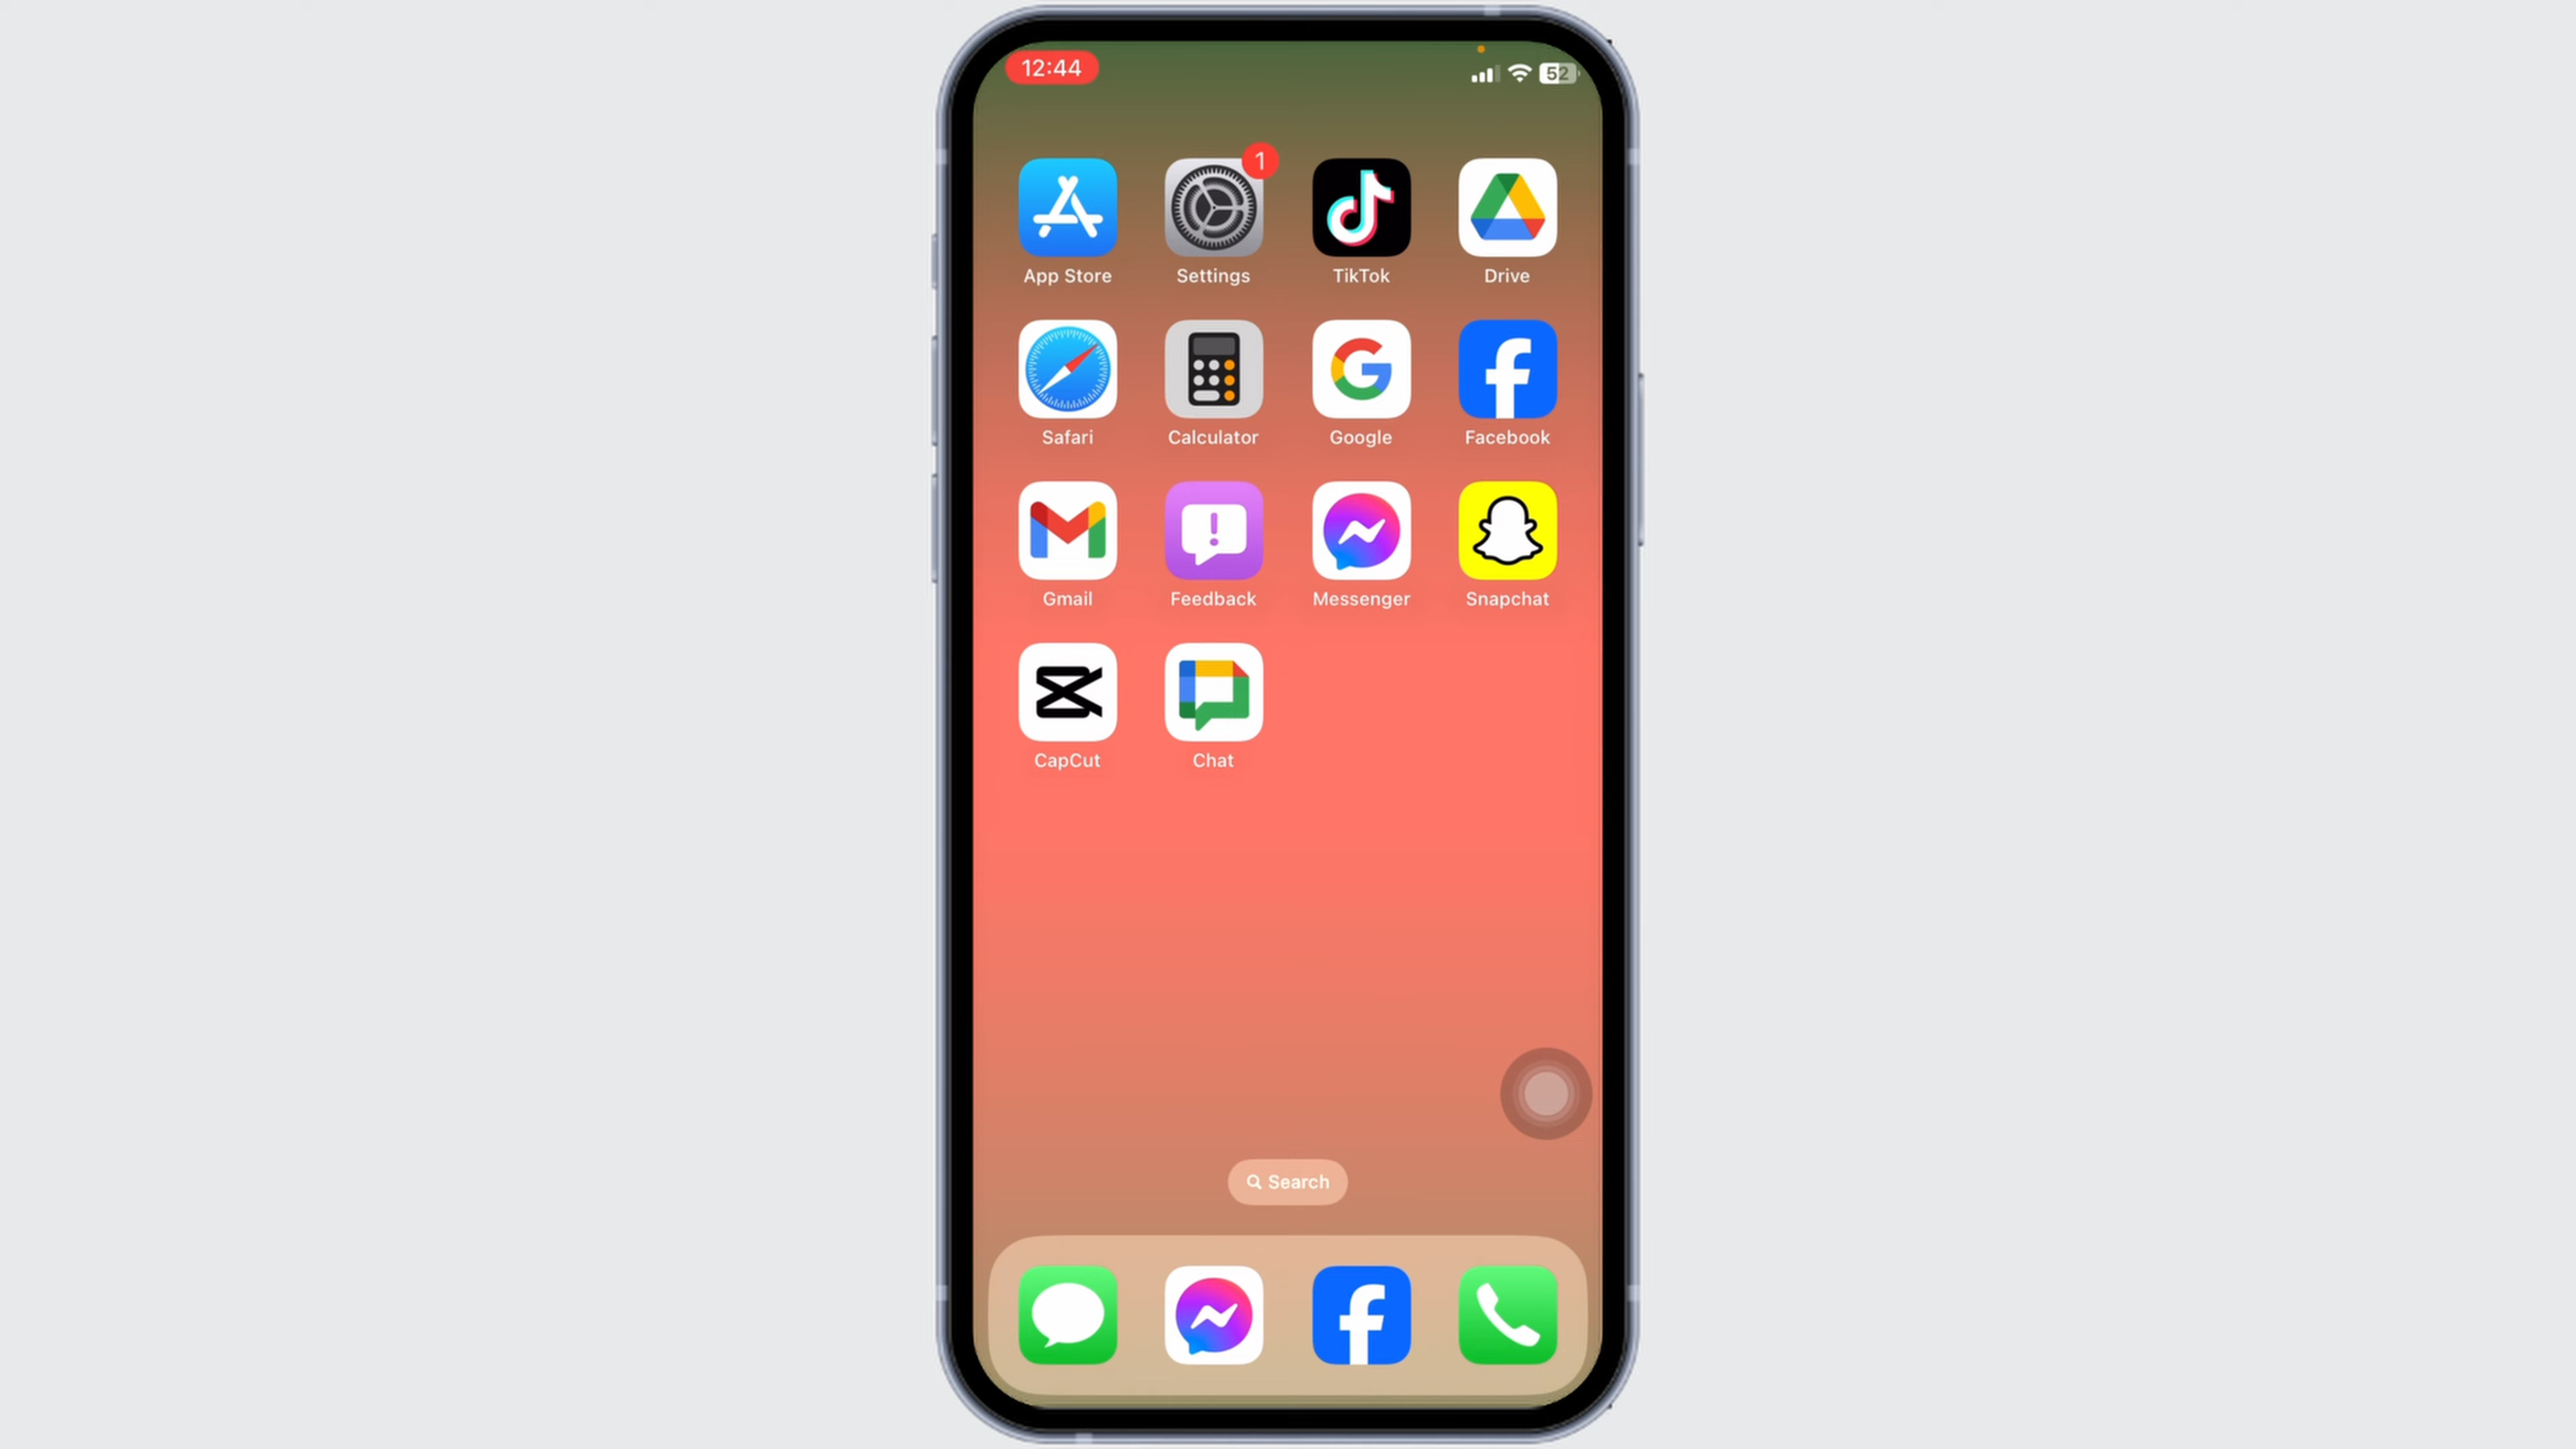 12:44
52
1
App Store Settings TikTok Drive
Safari Calculator Google Facebook
Gmail Feedback Messenger Snapchat
CapCut Chat
Search